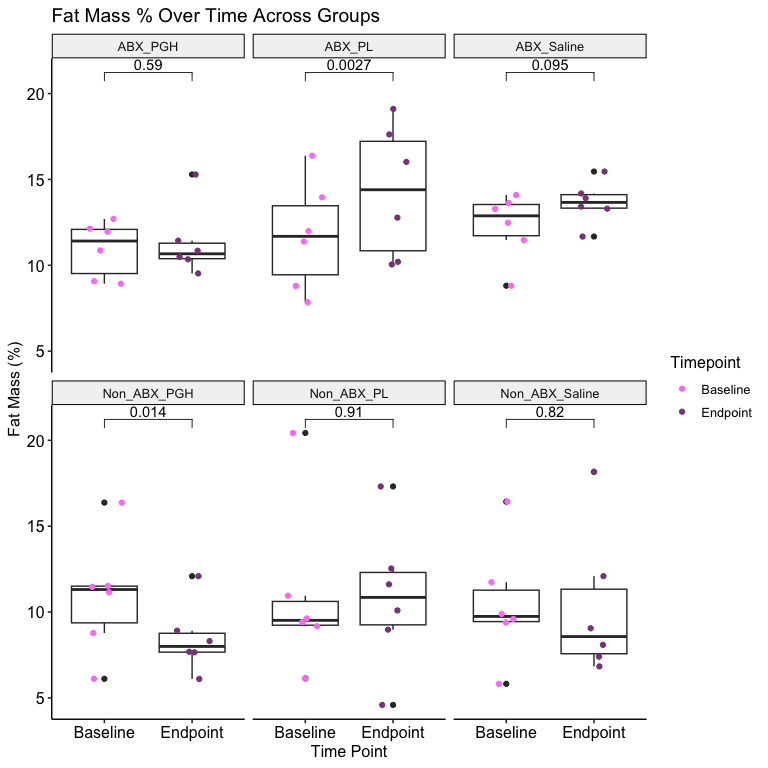 Fat Mass % Over Time Across Groups
ABX_PGH ABX_PL ABX_Saline
0.59 0.0027 0.095
20
15
10
5
Fat Mass (%)
Non_ABX_PGH Non_ABX_PL Non_ABX_Saline
0.014 0.91 0.82
20
15
10
5
Baseline Endpoint Baseline Endpoint Baseline Endpoint
Time Point
Timepoint
Baseline
Endpoint